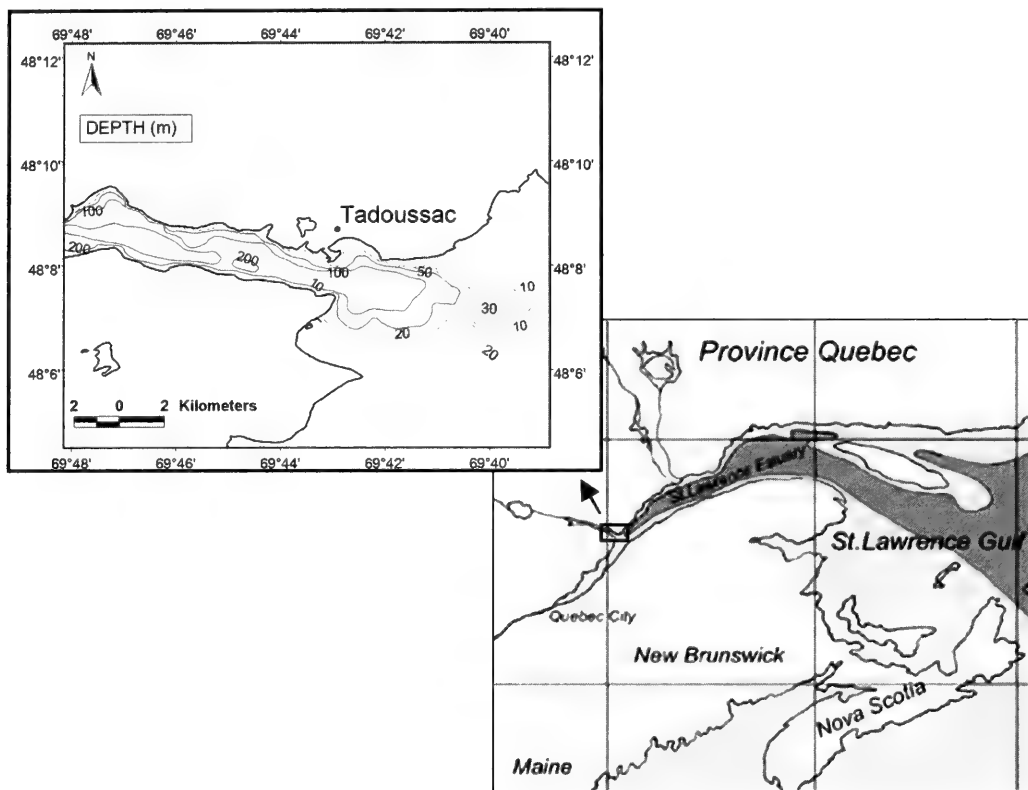 69°48' 69°46' 69°44' 69°42' 69°40'
48°12' 48°12'
N
DEPTH (m)
48°10' 48°10'
Tadoussac
100
200 200 100 50
48°8' 48°8'
10 10
30
20 10
20
48°6' 48°6'
2 0 2 Kilometers
69°48' 69°46' 69°44' 69°42' 69°40'
Province Quebec
St.Lawrence Estuary
St.Lawrence Gulf
Quebec City
New Brunswick
Nova Scotia
Maine